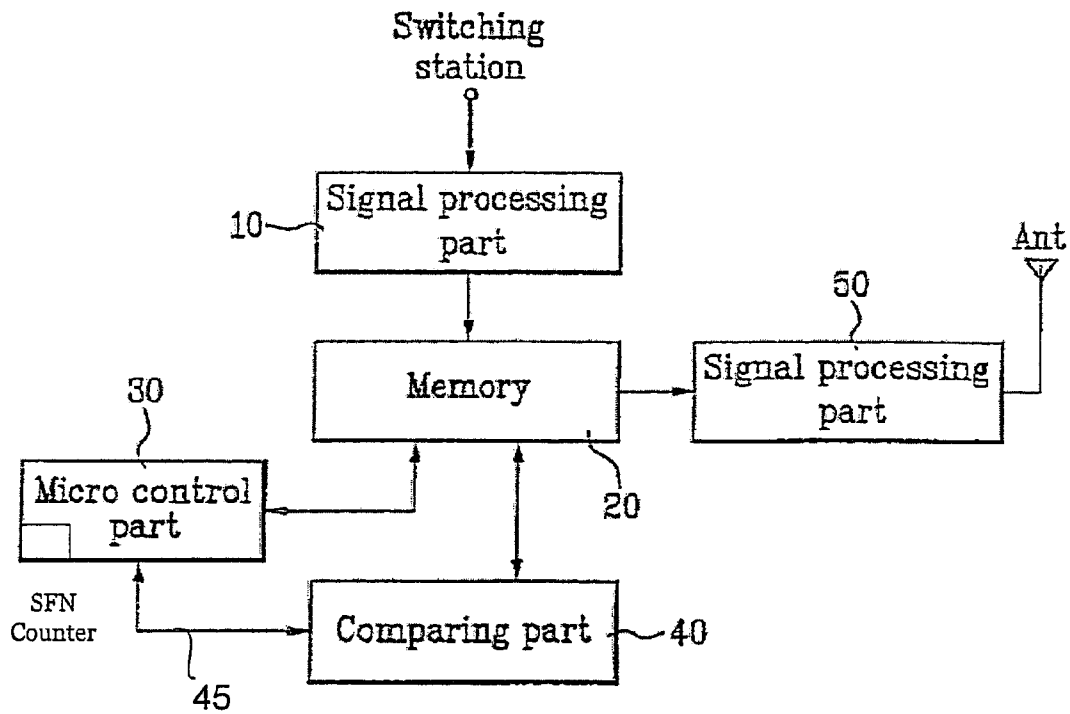 Switching
station
Signal processing
part
10
Ant
50
Memory
Signal processing
part
30
20
Micro control
part
SFN
Counter
Comparing part
40
45